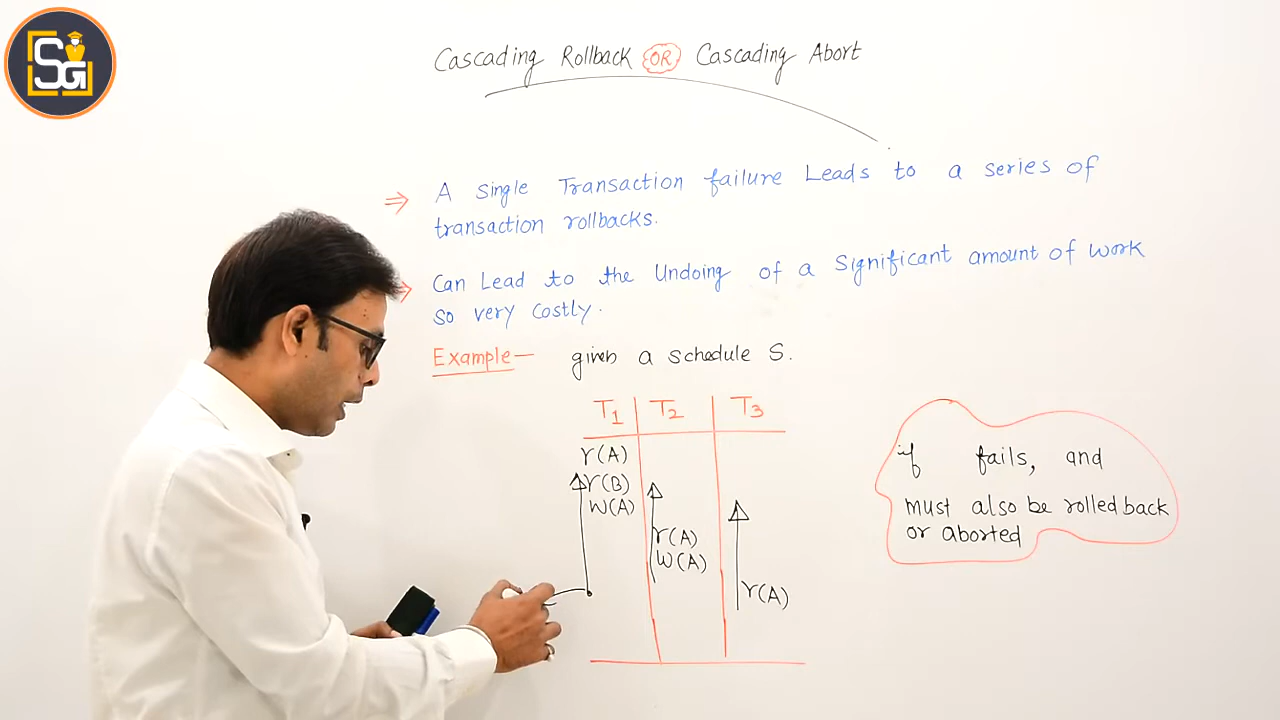 SG
Cascading Rollback OR Cascading Abort
⇒ A Single Transaction failure Leads to a series of
transaction rollbacks.
Can Lead to the Undoing of a Significant amount of work
so very Costly.
Example- given a schedule S.
T1 T2 T3
r(A)
r(B)
W(A)
r(A)
W(A)
r(A)
if fails, and
must also be rolled back
or aborted